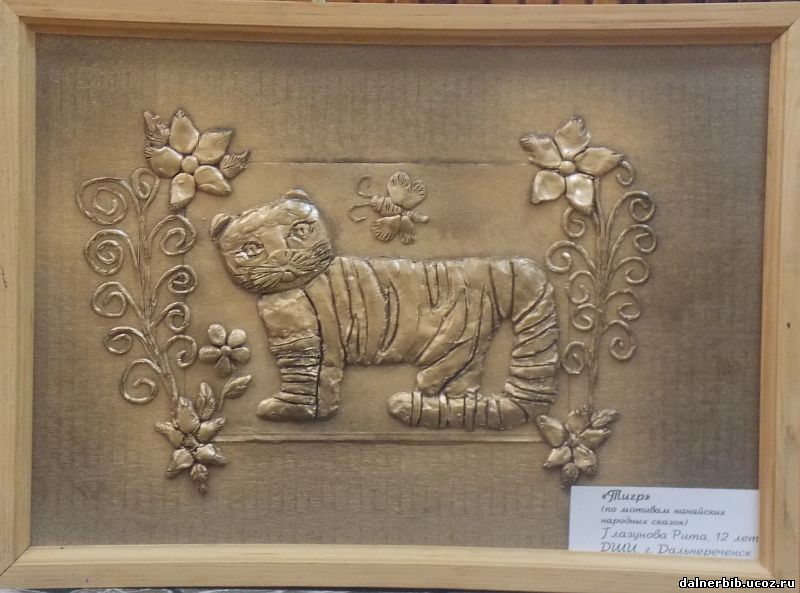 «Тигр»
(по мотивам нанайских
народных сказок)
Глазунова Рита, 12 лет
ДШИ, г. Дальнереченск
dalnerbib.ucoz.ru